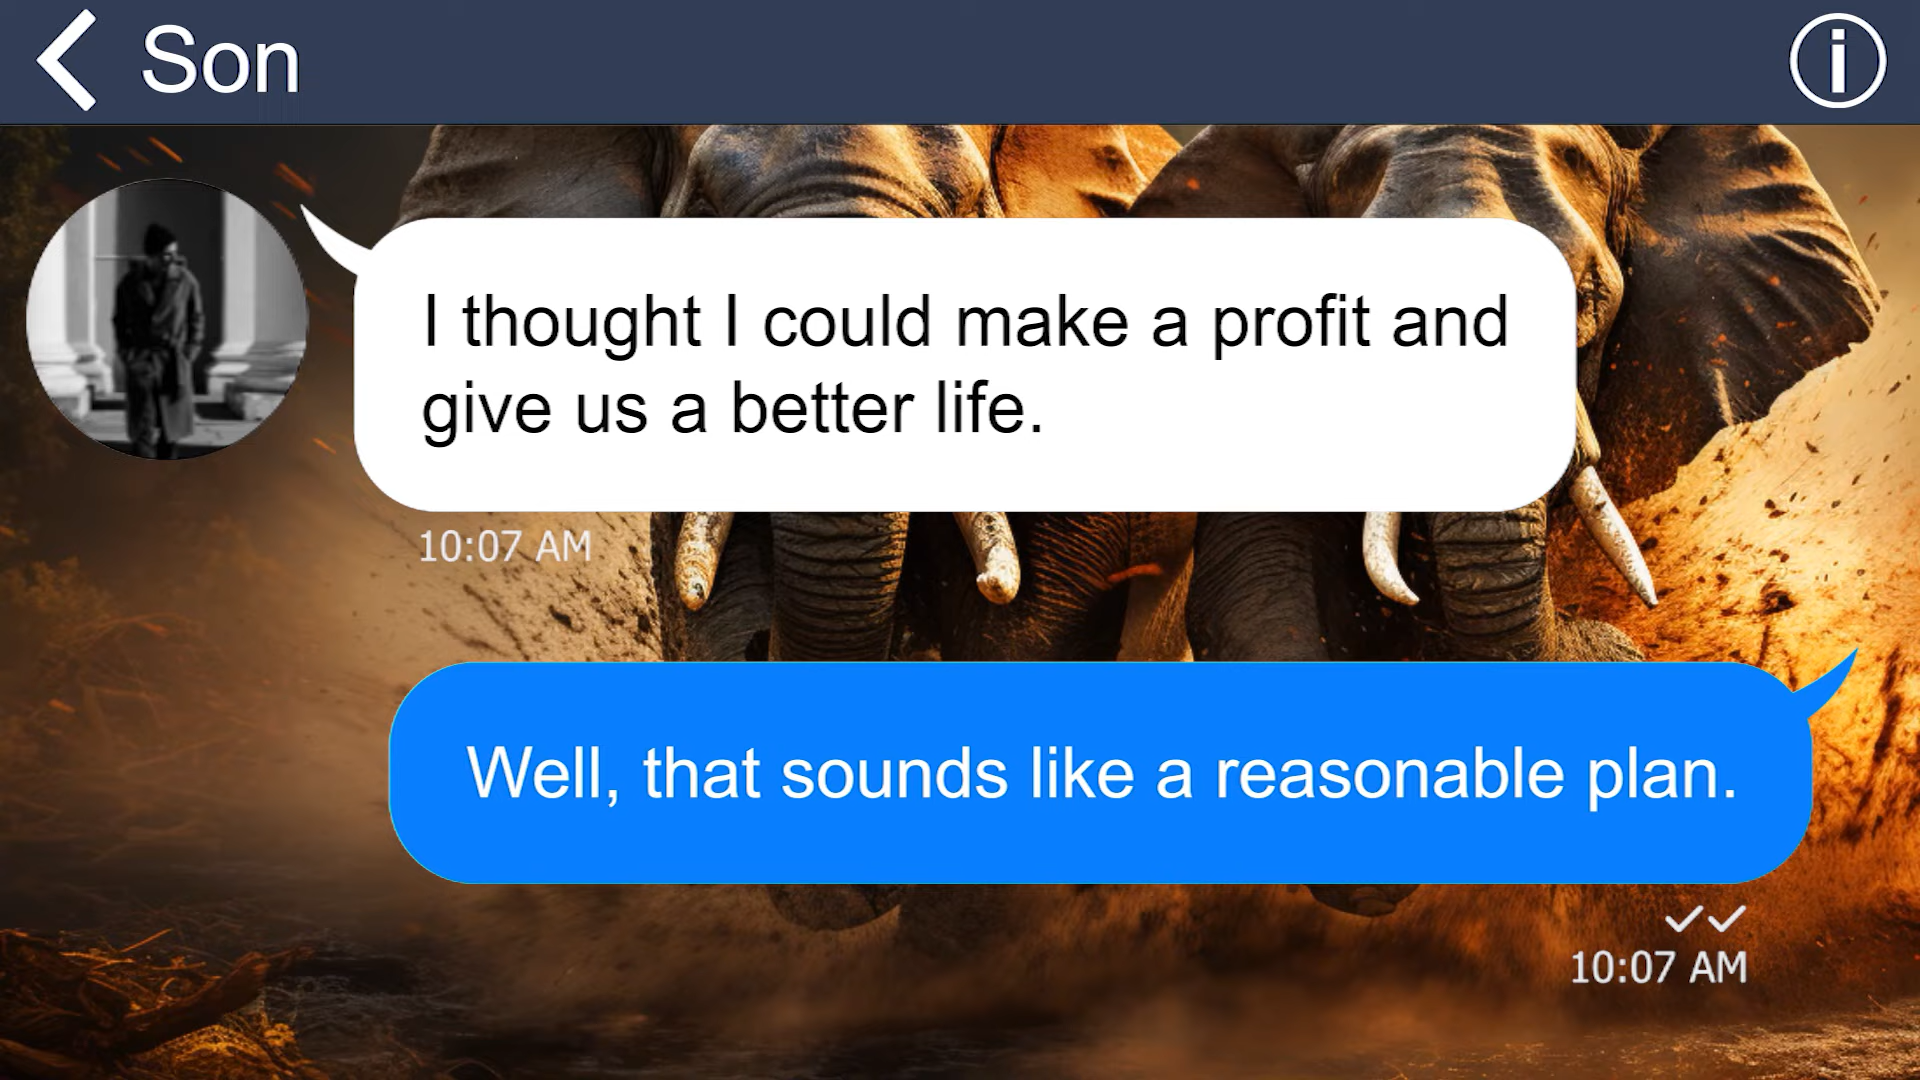 Son
I thought I could make a profit and
give us a better life.
10:07 AM
Well, that sounds like a reasonable plan.
10:07 AM